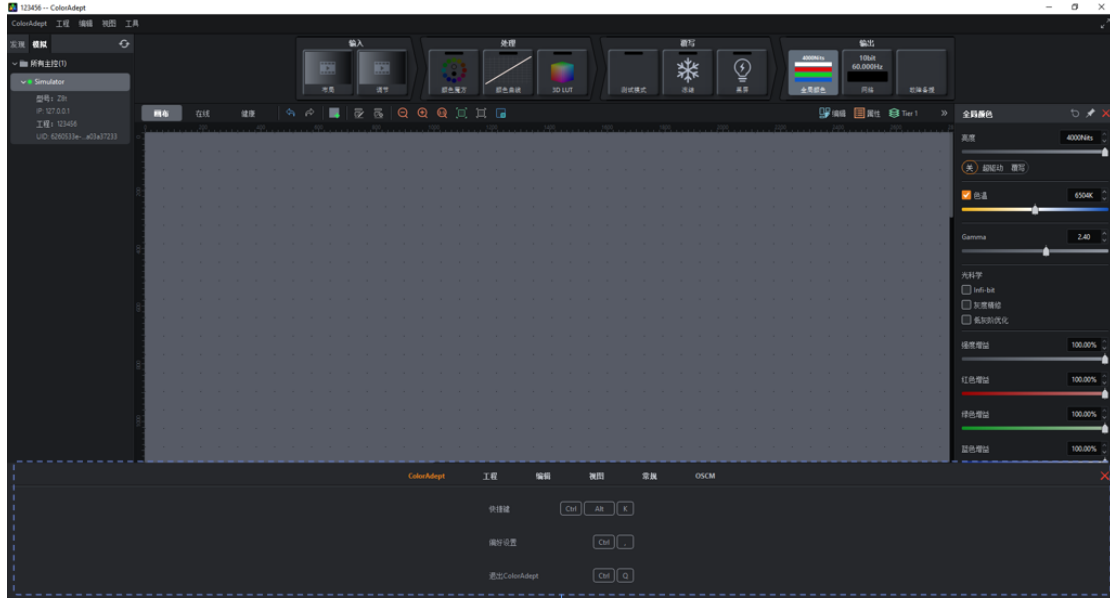 123456 -- ColorAdept
ColorAdept 工程 编辑 视图 工具
发现 模拟
所有主控(1)
Simulator
型号: Z8t
IP: 127.0.0.1
工程: 123456
UID: 6260533e-...a03a37233
输入
布局 调节
处理
颜色魔方 颜色曲线 3D LUT
覆写
测试模式 冻结 黑屏
输出
4000Nits
10bit
60.000Hz
全局颜色 网络 故障备援
画布 在线 健康
编辑 属性 Tier 1
全局颜色
亮度 4000Nits
关 超驱动 覆写
色温 6504K
Gamma 2.40
光科学
Infi-bit
灰度精修
低灰阶优化
强度增益 100.00%
红色增益 100.00%
绿色增益 100.00%
蓝色增益 100.00%
ColorAdept 工程 编辑 视图 常规 OSCM
快捷键 Ctrl Alt K
偏好设置 Ctrl ,
退出ColorAdept Ctrl Q